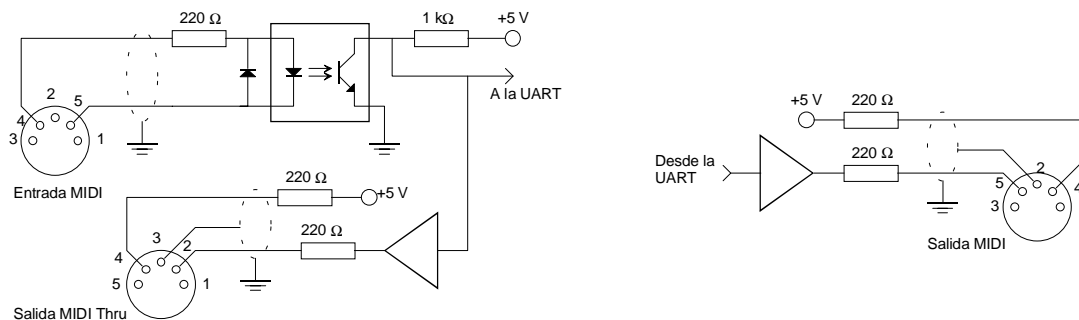 220 Ω
1 kΩ
+5 V
A la UART
2
5
4
3
1
Entrada MIDI
220 Ω
+5 V
220 Ω
3
2
4
5
1
Salida MIDI Thru
+5 V
220 Ω
220 Ω
Desde la
UART
2
5
4
3
Salida MIDI